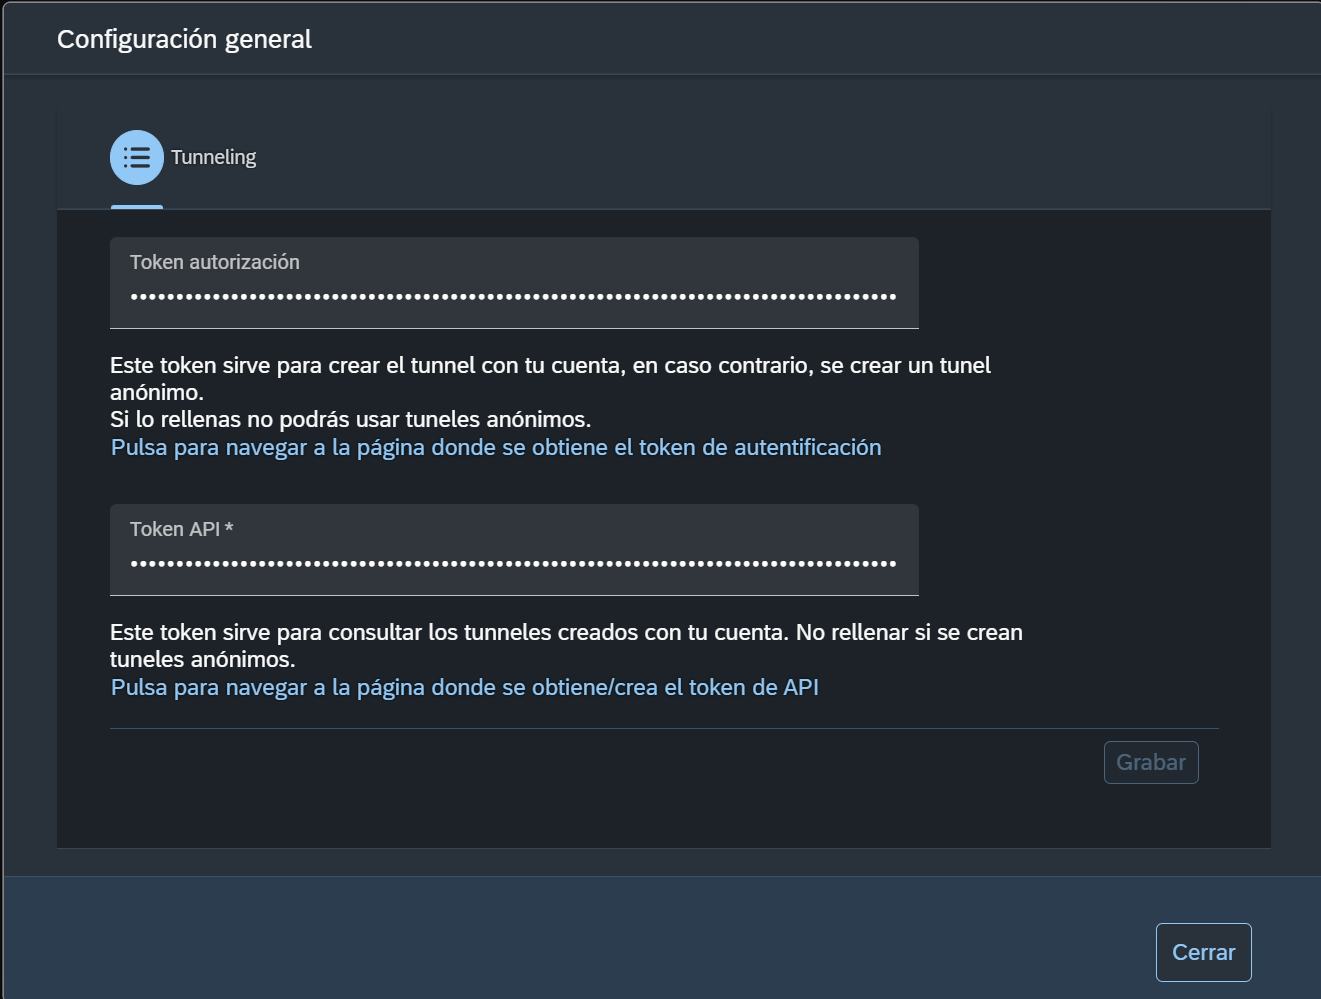 Configuración general
Tunneling
Token autorización
Este token sirve para crear el tunnel con tu cuenta, en caso contrario, se crear un tunel
anónimo.
Si lo rellenas no podrás usar tuneles anónimos.
Pulsa para navegar a la página donde se obtiene el token de autentificación
Token API *
Este token sirve para consultar los tunneles creados con tu cuenta. No rellenar si se crean
tuneles anónimos.
Pulsa para navegar a la página donde se obtiene/crea el token de API
Grabar
Cerrar